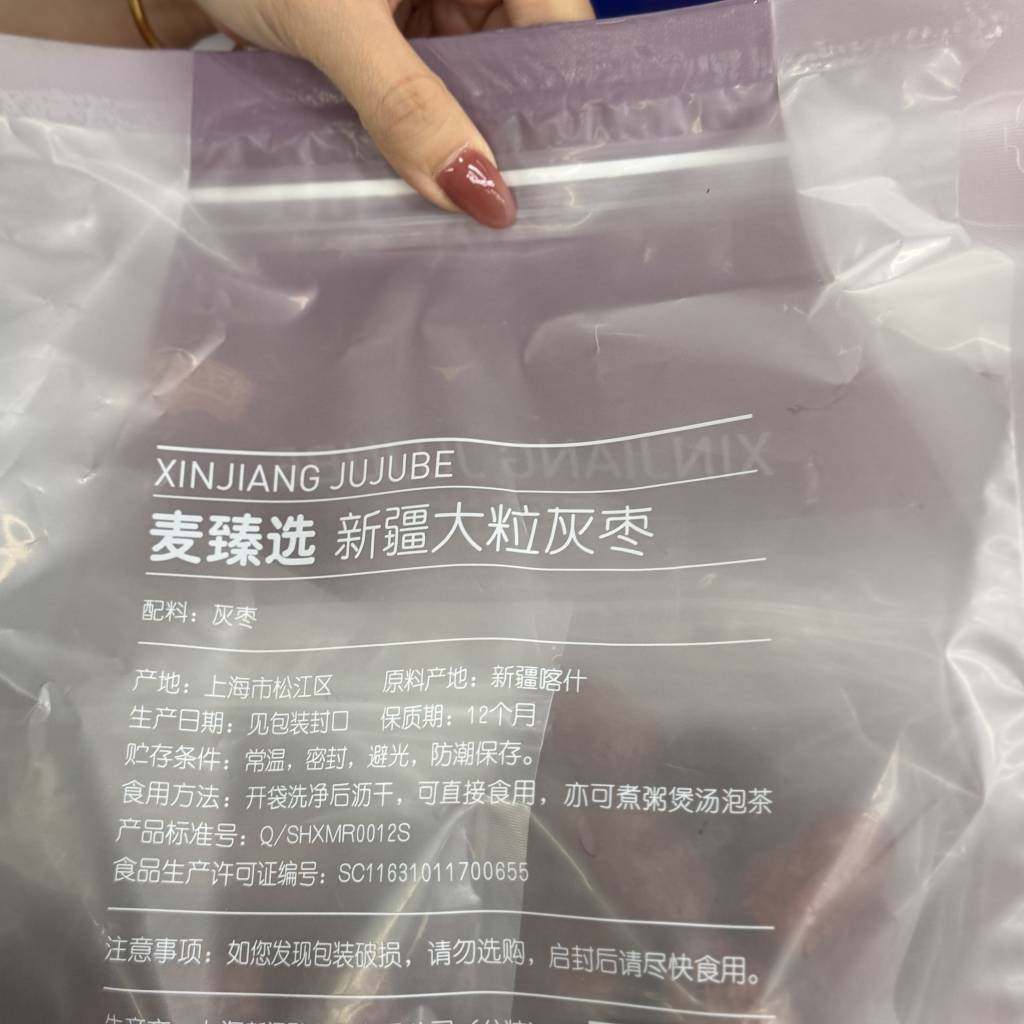 XINJIANG JUJUBE
麦臻选 新疆大粒灰枣
配料：灰枣
产地：上海市松江区 原料产地：新疆喀什
生产日期：见包装封口 保质期：12个月
贮存条件：常温，密封，避光，防潮保存。
食用方法：开袋洗净后沥干，可直接食用，亦可煮粥煲汤泡茶
产品标准号：Q/SHXMR0012S
食品生产许可证编号：SC11631011700655
注意事项：如您发现包装破损，请勿选购，启封后请尽快食用。